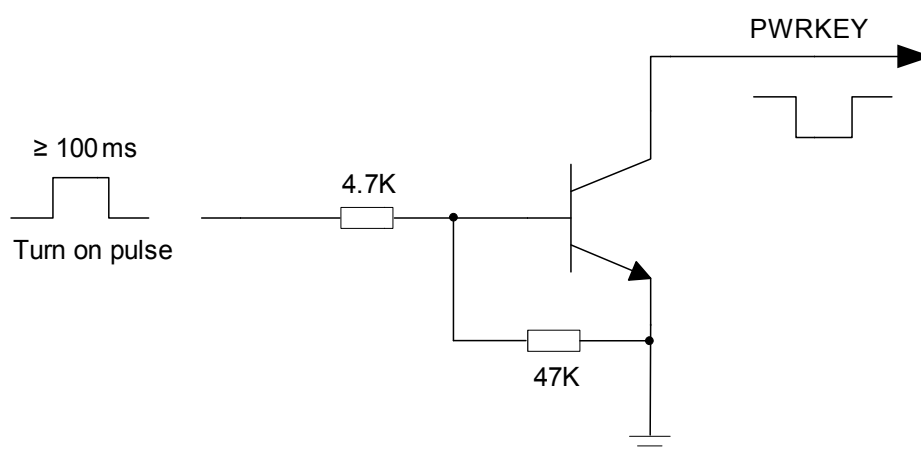 PWRKEY
≥ 100 ms
4.7K
Turn on pulse
47K